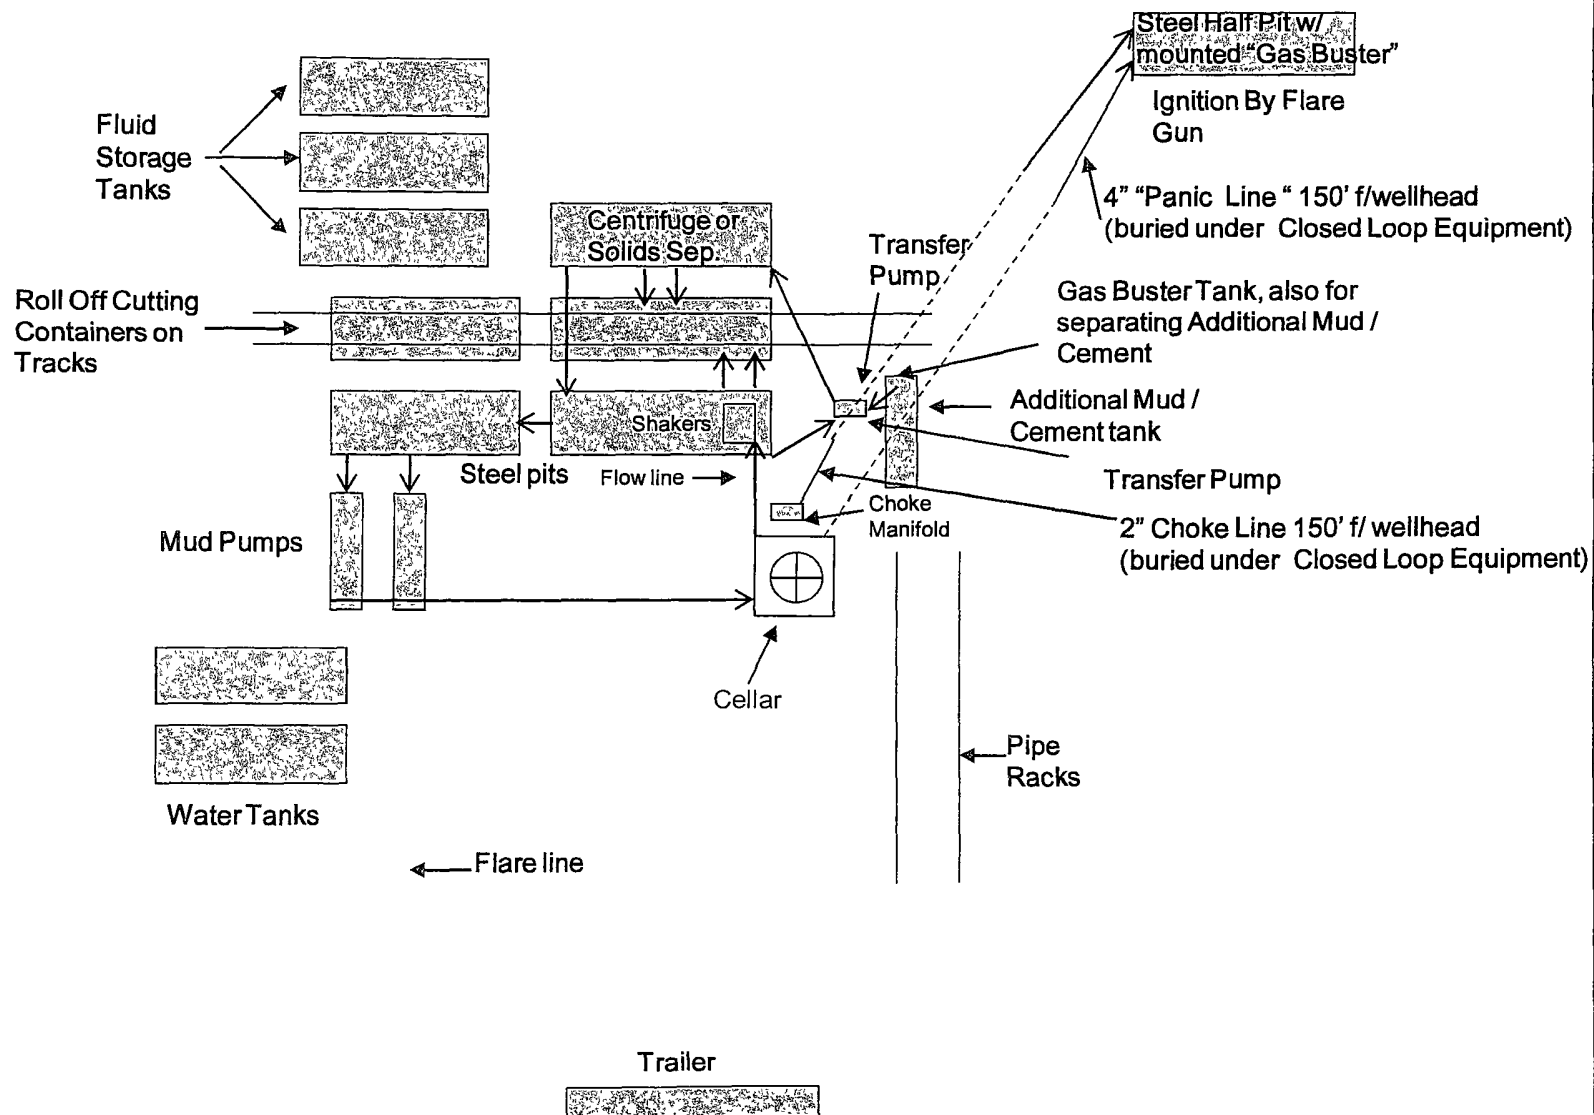 Steel Half Pit w/
mounted "Gas Buster"
Ignition By Flare
Gun
Fluid
Storage
Tanks
4" "Panic Line " 150' f/wellhead
(buried under Closed Loop Equipment)
Centrifuge or
Solids Sep.
Transfer
Pump
Roll Off Cutting
Containers on
Tracks
Gas Buster Tank, also for
separating Additional Mud /
Cement
Additional Mud /
Cement tank
Shakers
Steel pits
Flow line
Transfer Pump
Choke
Manifold
2" Choke Line 150' f/ wellhead
(buried under Closed Loop Equipment)
Mud Pumps
Cellar
Pipe
Racks
Water Tanks
Flare line
Trailer